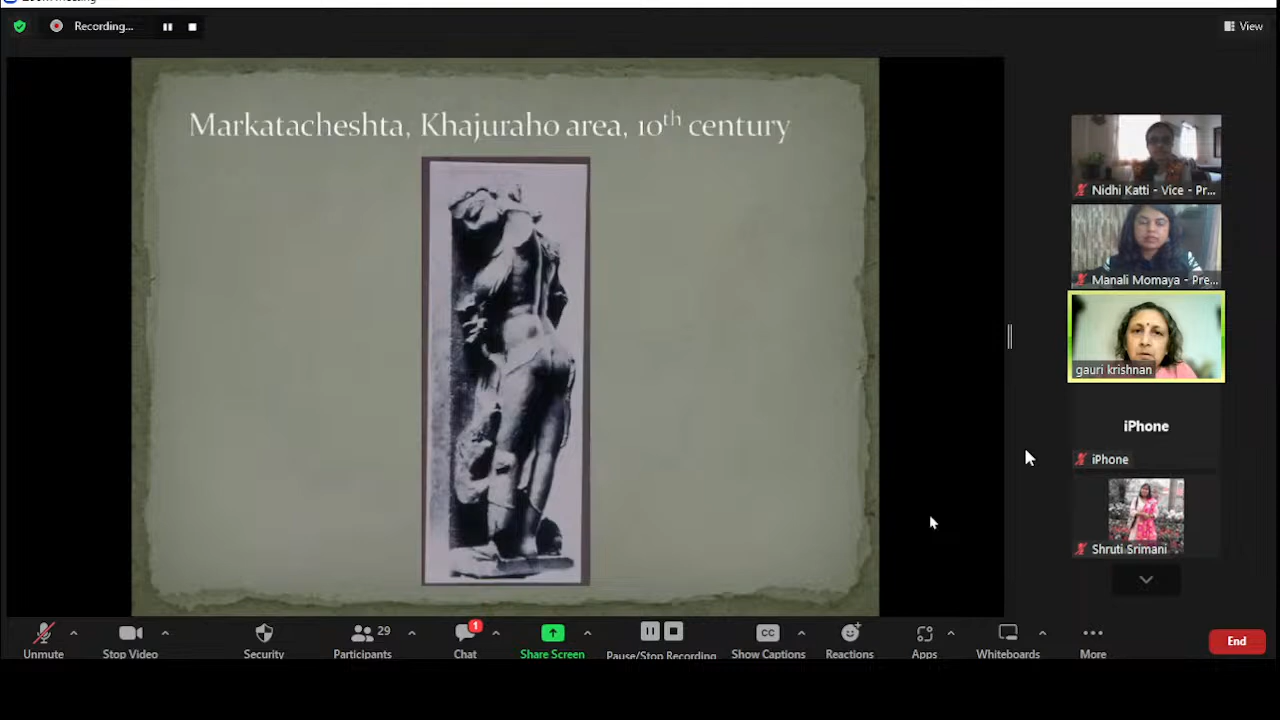 Recording...
View
Markatacheshta, Khajuraho area, 10th century
Nidhi Katti - Vice - Pr...
Manali Momaya - Pre...
gauri krishnan
iPhone
iPhone
Shruti Srimani
29
1
CC
Unmute
Stop Video
Security
Participants
Chat
Share Screen
Pause/Stop Recording
Show Captions
Reactions
Apps
Whiteboards
More
End